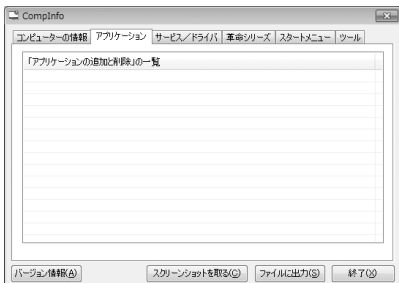 CompInfo
コンピューターの情報 アプリケーション サービス／ドライバ 革命シリーズ スタートメニュー ツール
「アプリケーションの追加と削除」の一覧
バージョン情報(A) スクリーンショットを取る(C) ファイルに出力(S) 終了(X)